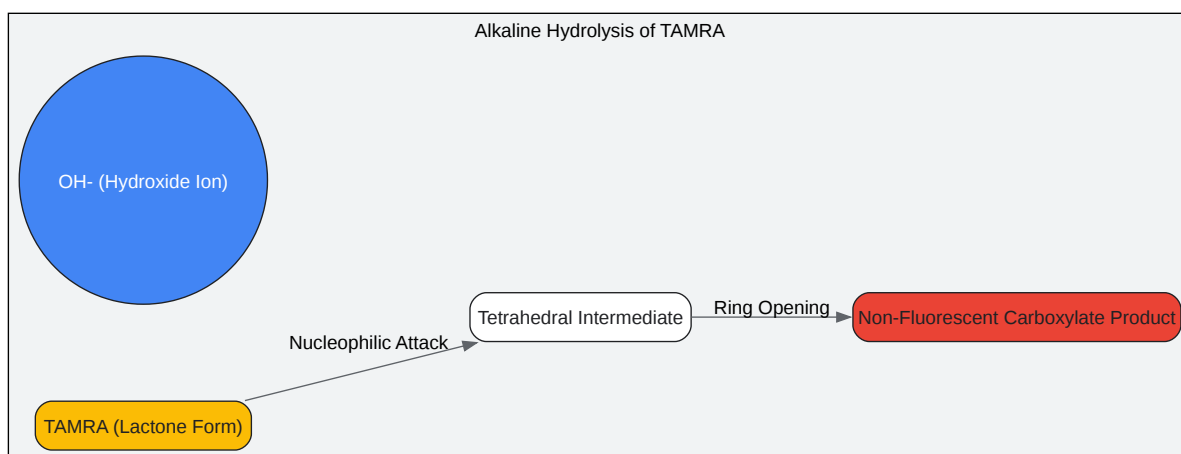 Alkaline Hydrolysis of TAMRA
OH- (Hydroxide Ion)
Tetrahedral Intermediate
Ring Opening
Non-Fluorescent Carboxylate Product
Nucleophilic Attack
TAMRA (Lactone Form)